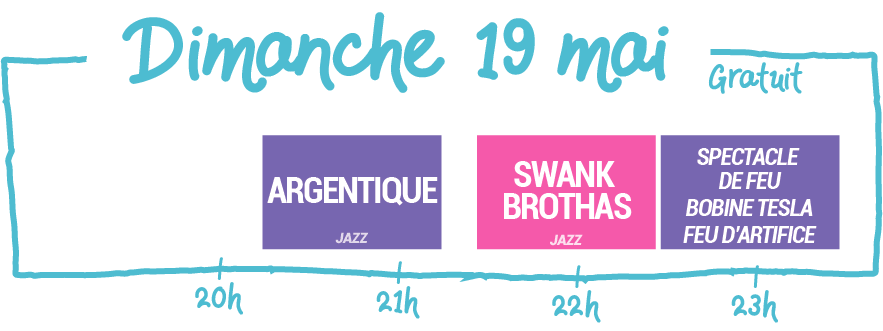 Dimanche 19 mai
Gratuit
ARGENTIQUE
JAZZ
SWANK
BROTHAS
JAZZ
SPECTACLE
DE FEU
BOBINE TESLA
FEU D'ARTIFICE
20h
21h
22h
23h